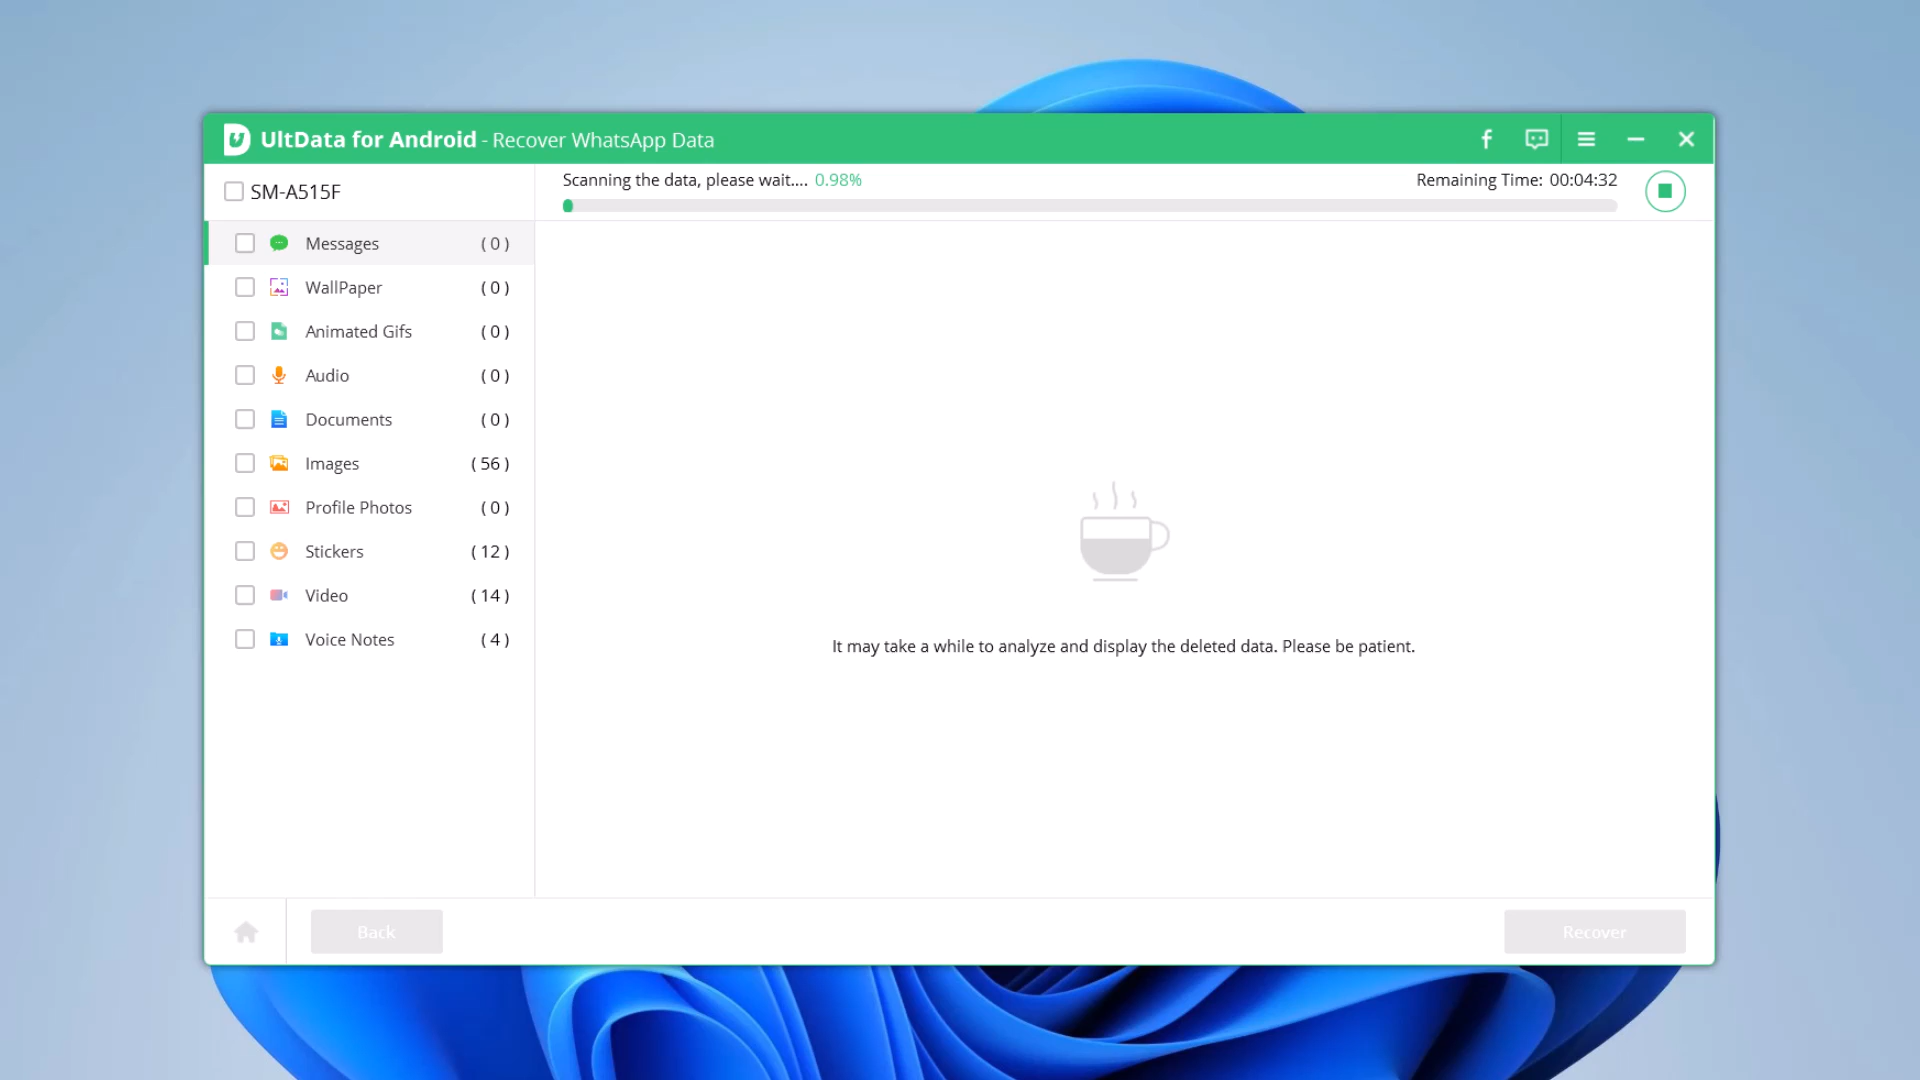 UltData for Android - Recover WhatsApp Data
SM-A515F
Scanning the data, please wait.... 0.98%
Remaining Time: 00:04:32
Messages ( 0 )
WallPaper ( 0 )
Animated Gifs ( 0 )
Audio ( 0 )
Documents ( 0 )
Images ( 56 )
Profile Photos ( 0 )
Stickers ( 12 )
Video ( 14 )
Voice Notes ( 4 )
It may take a while to analyze and display the deleted data. Please be patient.
Back
Recover